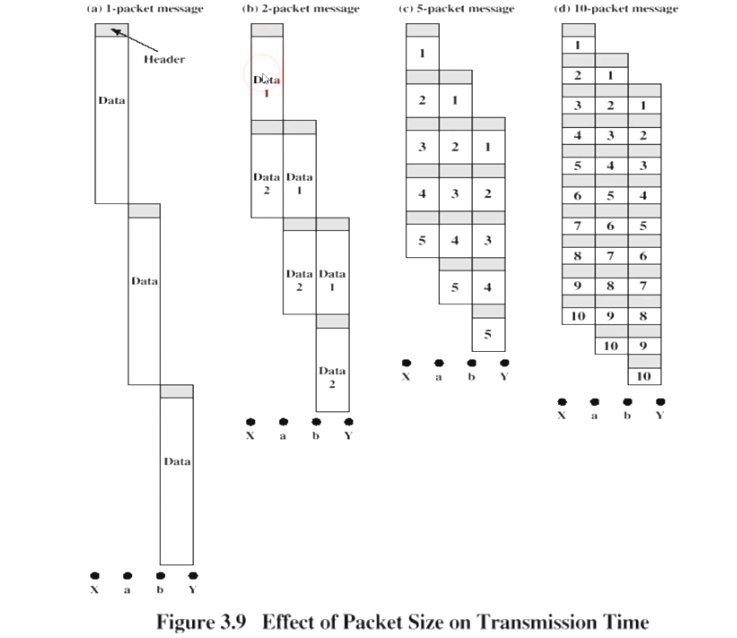 (a) 1-packet message
(b) 2-packet message
(c) 5-packet message
(d) 10-packet message
Header
Data
Data
Data
X a b Y
Data
1
Data Data
2 1
Data Data
2 1
Data
2
X a b Y
1
2 1
3 2 1
4 3 2
5 4 3
5 4
5
X a b Y
1
2 1
3 2 1
4 3 2
5 4 3
6 5 4
7 6 5
8 7 6
9 8 7
10 9 8
10 9
10
X a b Y
Figure 3.9 Effect of Packet Size on Transmission Time